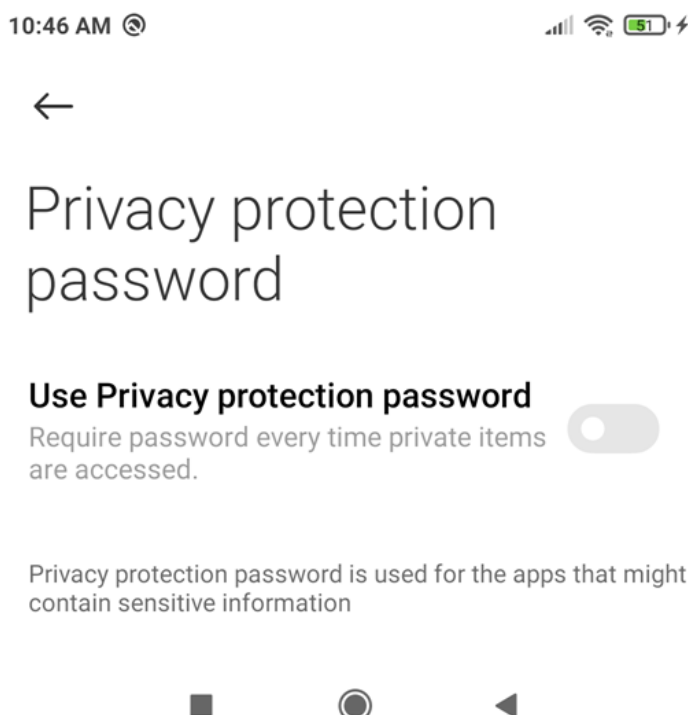 10:46 AM
51
Privacy protection
password
Use Privacy protection password
Require password every time private items
are accessed.
Privacy protection password is used for the apps that might
contain sensitive information